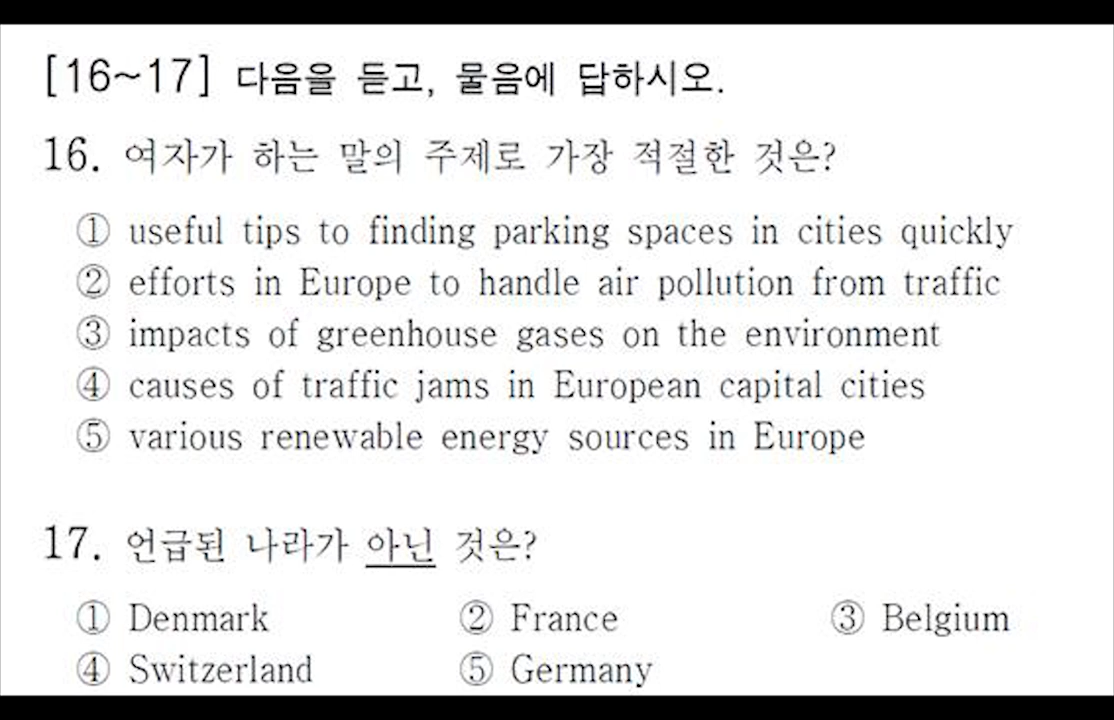 [16~17] 다음을 듣고, 물음에 답하시오.
16. 여자가 하는 말의 주제로 가장 적절한 것은?
① useful tips to finding parking spaces in cities quickly
② efforts in Europe to handle air pollution from traffic
③ impacts of greenhouse gases on the environment
④ causes of traffic jams in European capital cities
⑤ various renewable energy sources in Europe
17. 언급된 나라가 아닌 것은?
① Denmark ② France ③ Belgium
④ Switzerland ⑤ Germany